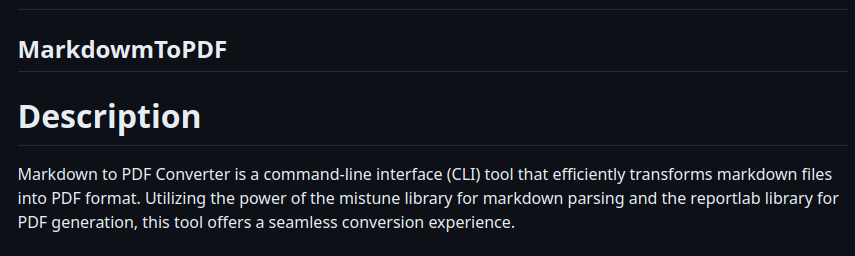 MarkdowmToPDF
Description
Markdown to PDF Converter is a command-line interface (CLI) tool that efficiently transforms markdown files
into PDF format. Utilizing the power of the mistune library for markdown parsing and the reportlab library for
PDF generation, this tool offers a seamless conversion experience.